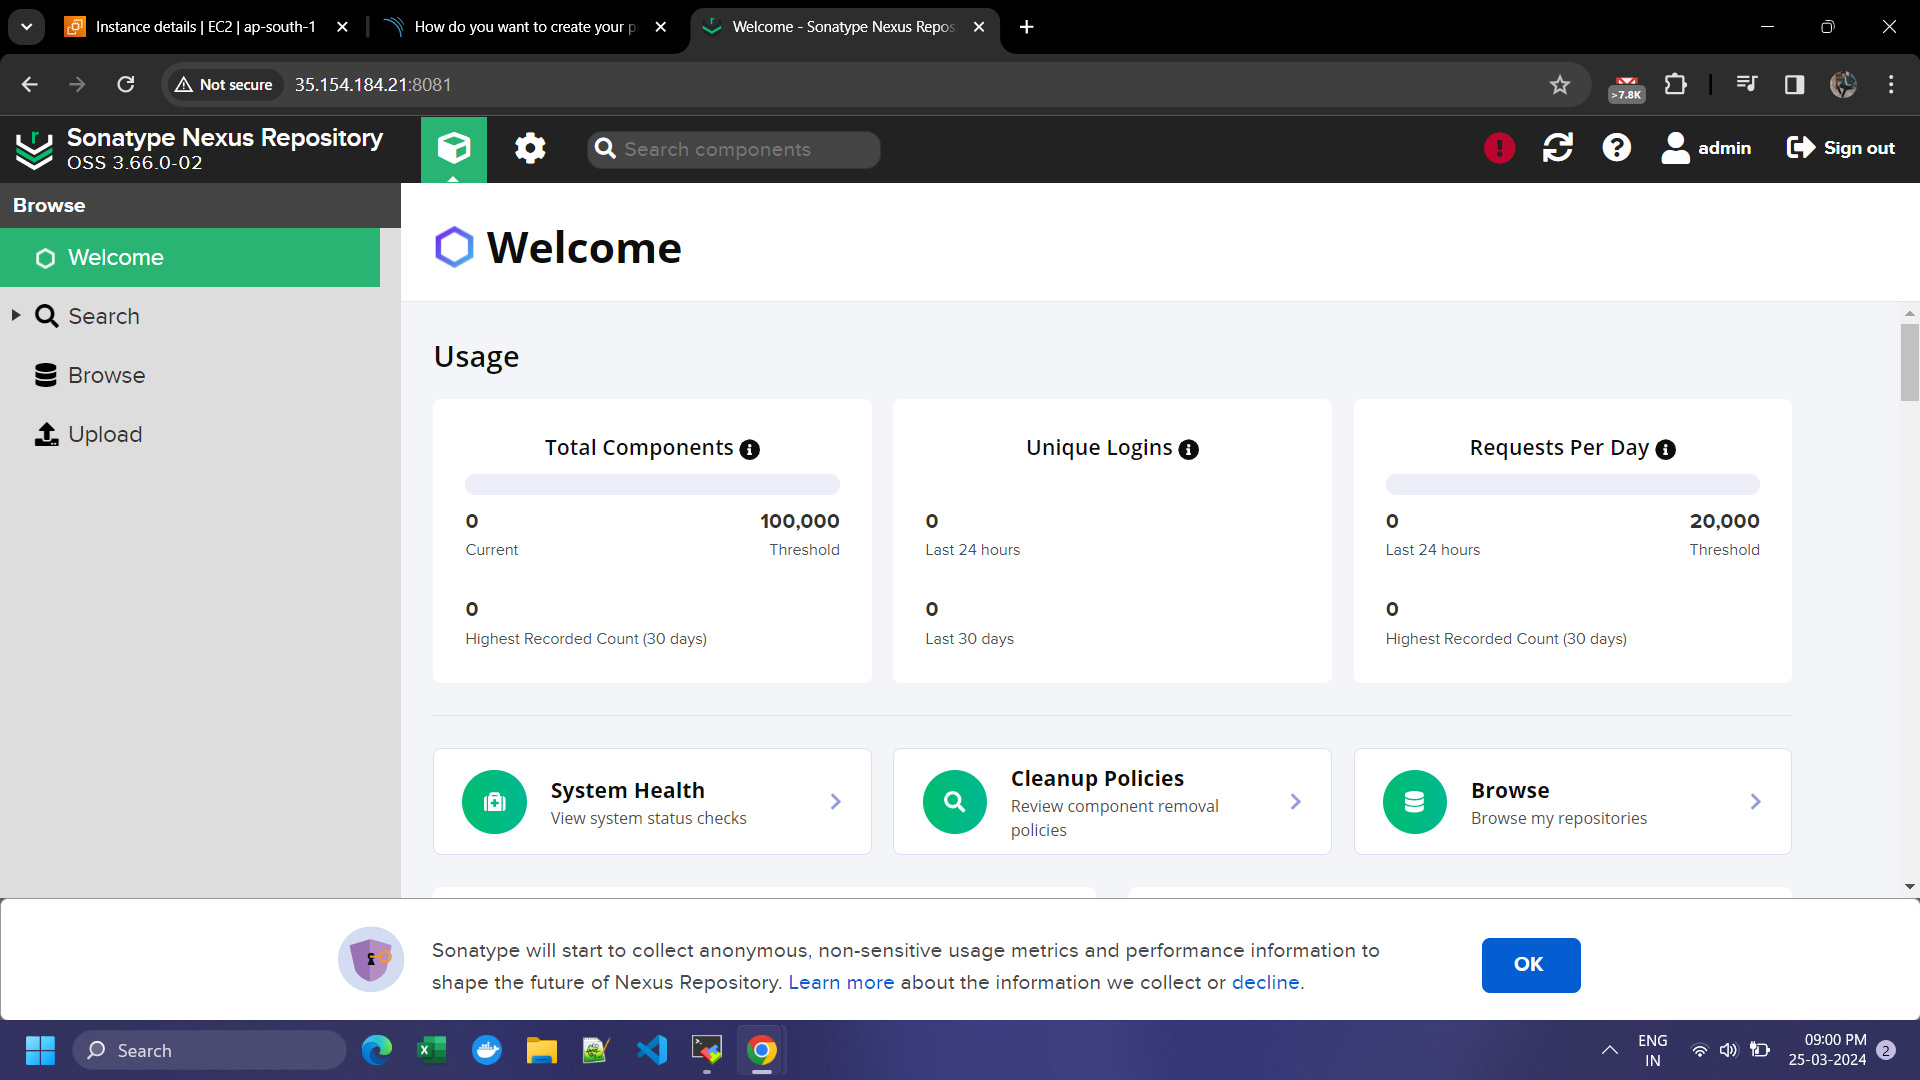 Instance details | EC2 | ap-south-1
How do you want to create your p
Welcome - Sonatype Nexus Repos
Not secure
35.154.184.21:8081
>7.8K
Sonatype Nexus Repository
OSS 3.66.0-02
Search components
admin
Sign out
Browse
Welcome
Search
Browse
Upload
Welcome
Usage
Total Components
0
100,000
Current
Threshold
0
Highest Recorded Count (30 days)
Unique Logins
0
Last 24 hours
0
Last 30 days
Requests Per Day
0
20,000
Last 24 hours
Threshold
0
Highest Recorded Count (30 days)
System Health
View system status checks
Cleanup Policies
Review component removal
policies
Browse
Browse my repositories
Sonatype will start to collect anonymous, non-sensitive usage metrics and performance information to
shape the future of Nexus Repository. Learn more about the information we collect or decline.
OK
Search
ENG
IN
09:00 PM
25-03-2024
2